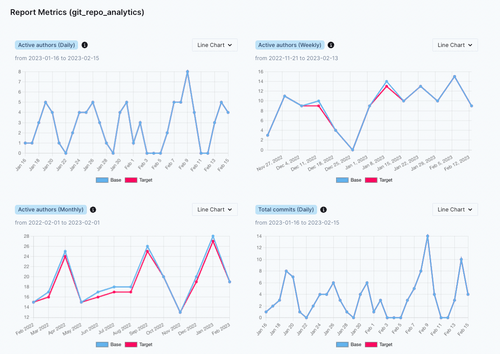 Report Metrics (git_repo_analytics)
Active authors (Daily)
Line Chart
from 2023-01-16 to 2023-02-15
8
7
6
5
4
3
2
1
0
Jan 16
Jan 18
Jan 20
Jan 22
Jan 24
Jan 26
Jan 28
Jan 30
Feb 1
Feb 3
Feb 5
Feb 7
Feb 9
Feb 11
Feb 13
Feb 15
Base
Target
Active authors (Weekly)
Line Chart
from 2022-11-21 to 2023-02-13
16
14
12
10
8
6
4
2
0
Nov 27, 2022
Dec 4, 2022
Dec 11, 2022
Dec 18, 2022
Dec 25, 2022
Jan 1, 2023
Jan 8, 2023
Jan 15, 2023
Jan 22, 2023
Jan 29, 2023
Feb 5, 2023
Feb 12, 2023
Base
Target
Active authors (Monthly)
Line Chart
from 2022-02-01 to 2023-02-01
28
26
24
22
20
18
16
14
12
Feb 2022
Mar 2022
Apr 2022
May 2022
Jun 2022
Jul 2022
Aug 2022
Sep 2022
Oct 2022
Nov 2022
Dec 2022
Jan 2023
Feb 2023
Base
Target
Total commits (Daily)
Line Chart
from 2023-01-16 to 2023-02-15
14
12
10
8
6
4
2
0
Jan 16
Jan 18
Jan 20
Jan 22
Jan 24
Jan 26
Jan 28
Jan 30
Feb 1
Feb 3
Feb 5
Feb 7
Feb 9
Feb 11
Feb 13
Feb 15
Base
Target